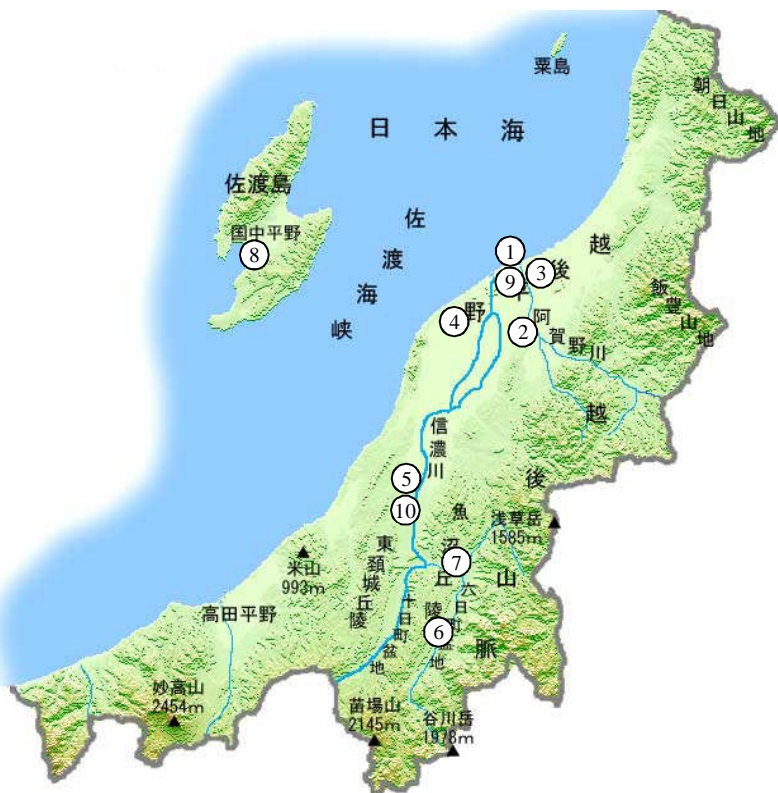 粟島
朝日山地
日本海
佐渡島
佐渡海峡
国中平野
①
⑧
③
⑨
越後平野
飯豊山地
④
②
阿賀野川
信濃川
越後山脈
⑤
⑩
魚沼丘陵
浅草岳
1585m
米山
993m
東頚城丘陵
⑦
六日町盆地
高田平野
十日町盆地
⑥
妙高山
2454m
苗場山
2145m
谷川岳
1978m